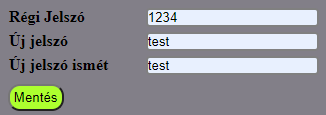 Régi Jelszó 1234
Új jelszó test
Új jelszó ismét test
Mentés